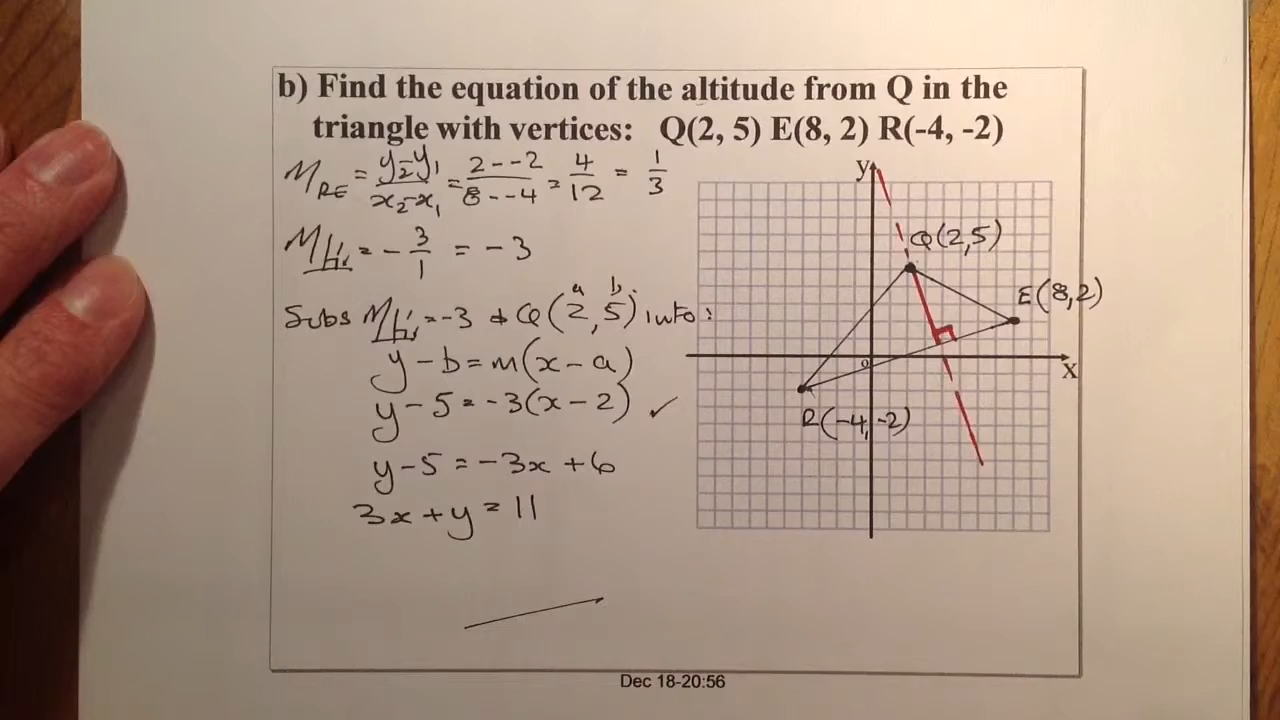 b) Find the equation of the altitude from Q in the
triangle with vertices: Q(2, 5) E(8, 2) R(-4, -2)
M_RE = y₂-y₁/x₂-x₁ = 2--2/8--4 = 4/12 = 1/3
M⊥r = -3/1 = -3
a b
Subs M⊥r = -3 & Q(2,5) into:
y-b=m(x-a)
y-5=-3(x-2) ✓
y-5=-3x+6
3x+y=11
y
Q(2,5)
E(8,2)
o
x
R(-4,-2)
Dec 18-20:56